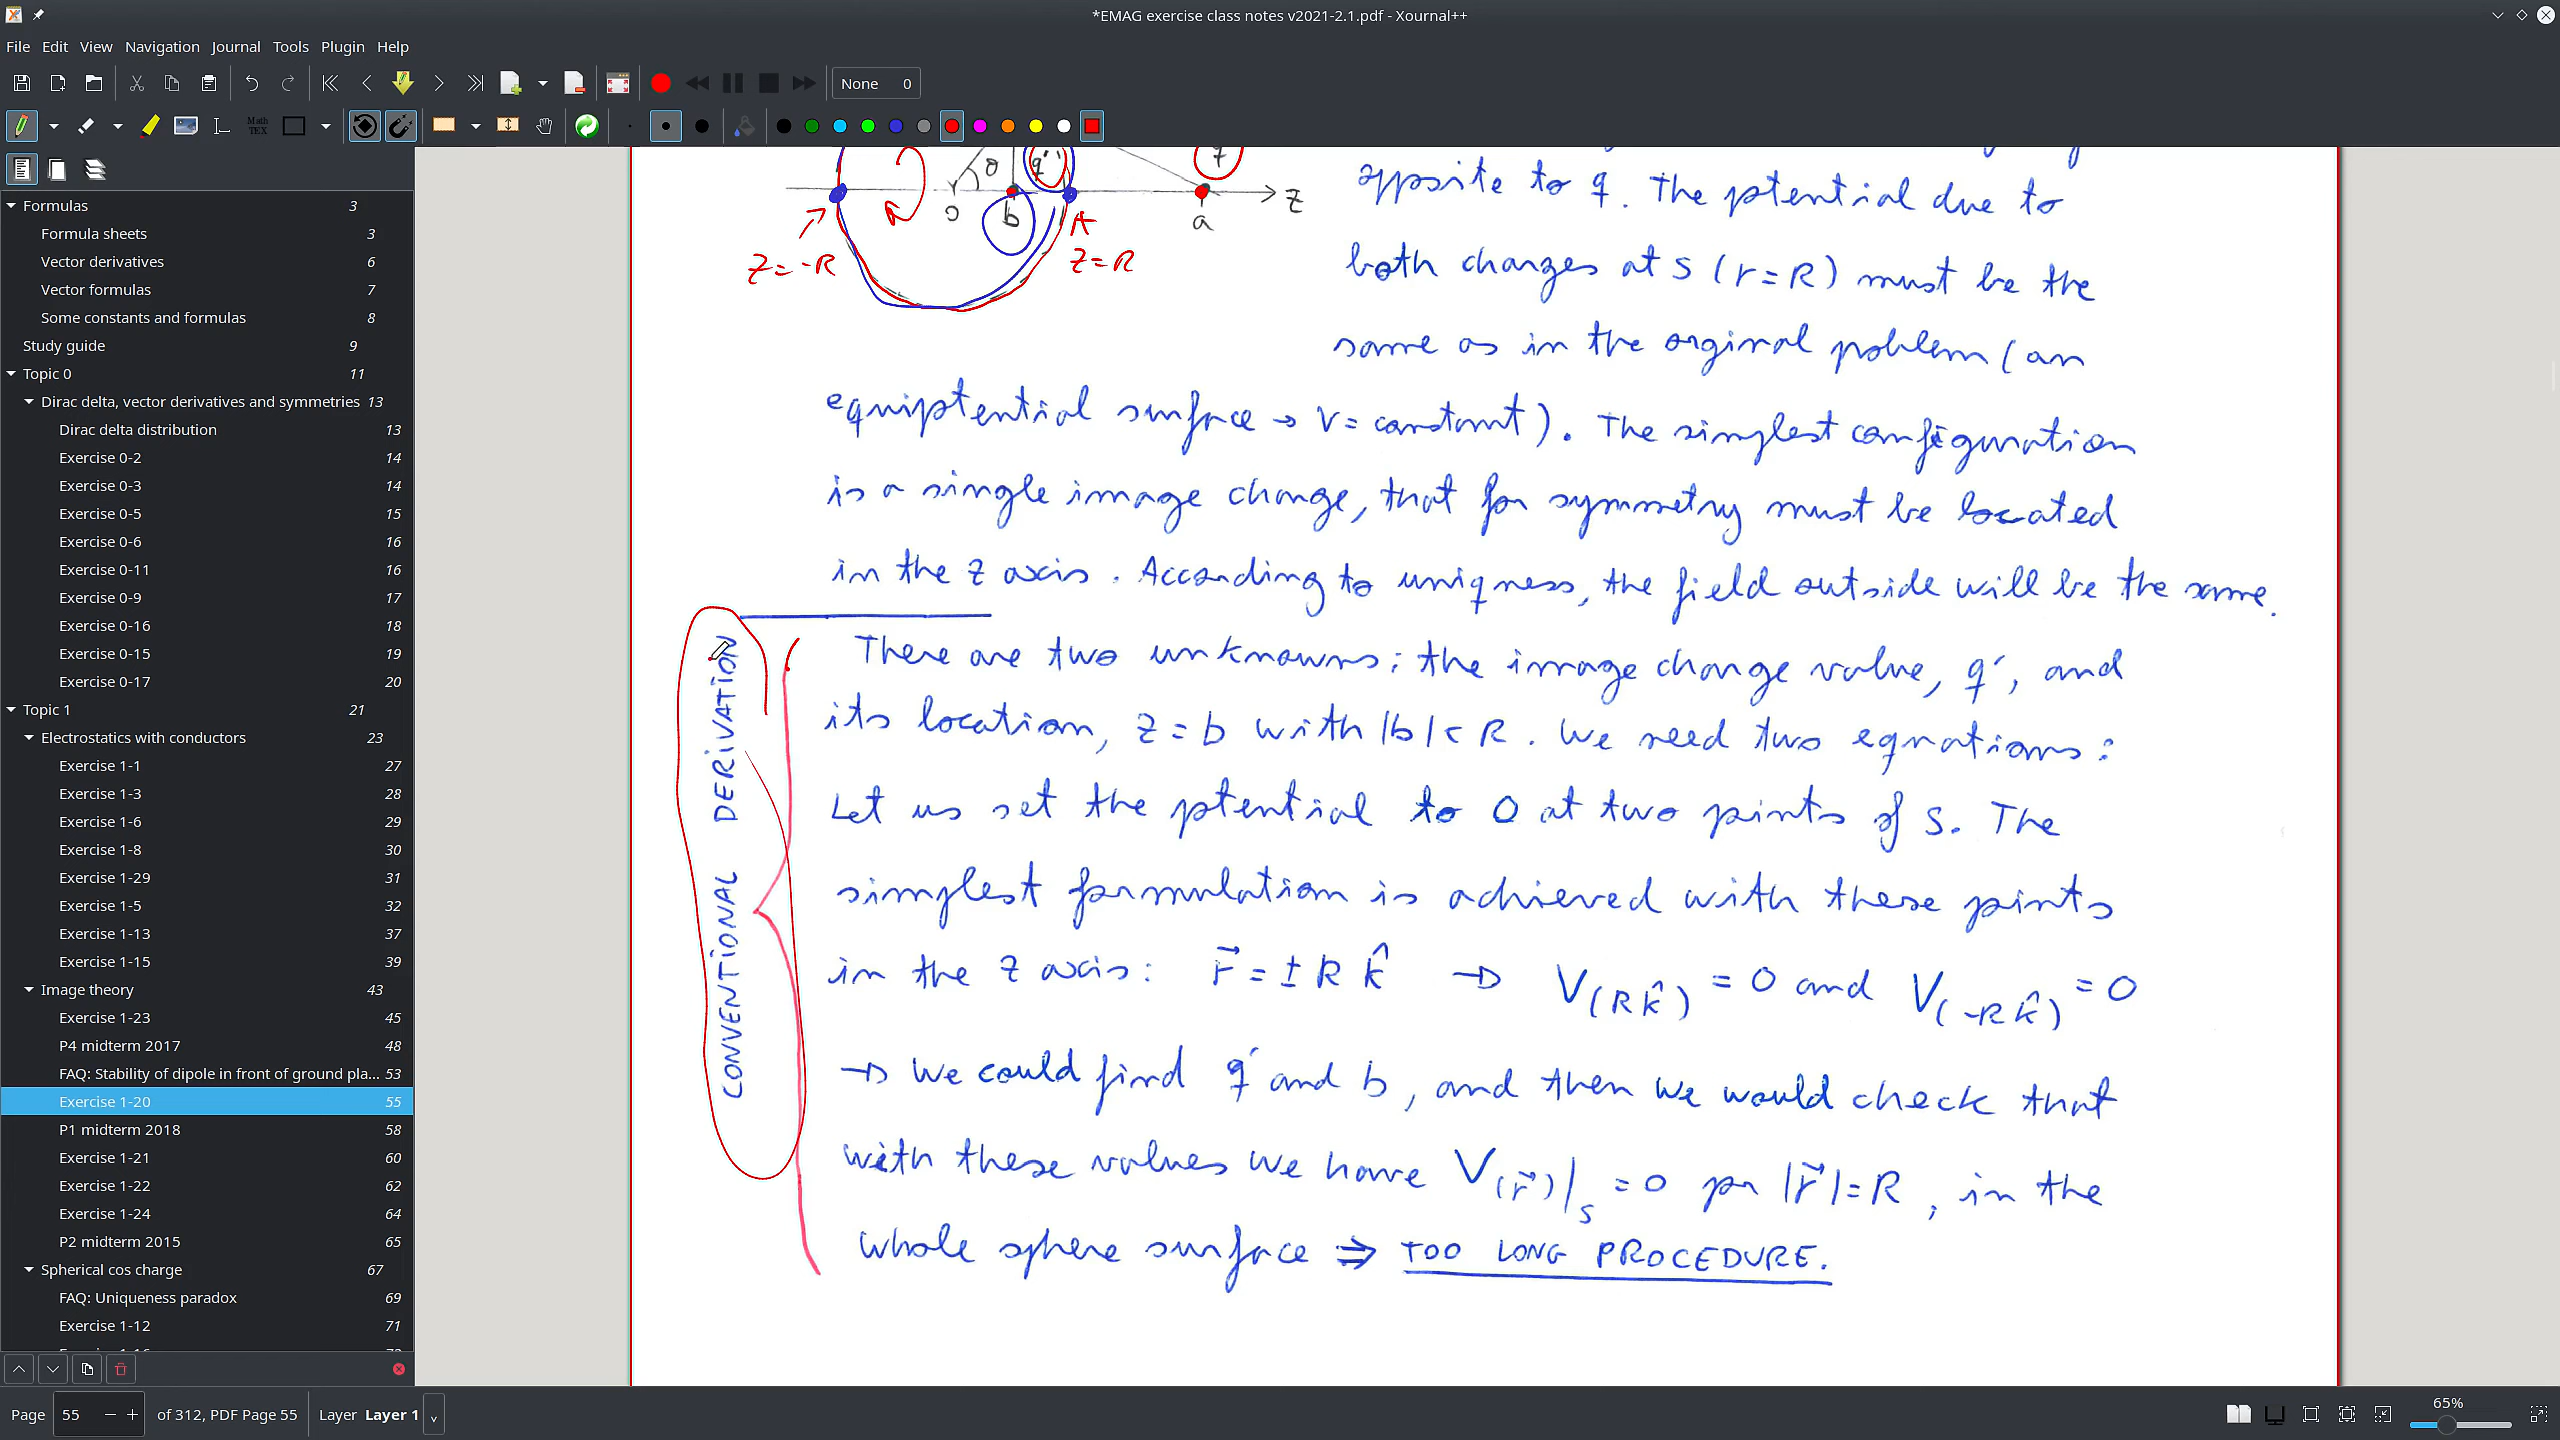 *EMAG exercise class notes v2021-2.1.pdf - Xournal++
File Edit View Navigation Journal Tools Plugin Help
None 0
Math
TEX
Formulas 3
Formula sheets 3
Vector derivatives 6
Vector formulas 7
Some constants and formulas 8
Study guide 9
Topic 0 11
Dirac delta, vector derivatives and symmetries 13
Dirac delta distribution 13
Exercise 0-2 14
Exercise 0-3 14
Exercise 0-5 15
Exercise 0-6 16
Exercise 0-11 16
Exercise 0-9 17
Exercise 0-16 18
Exercise 0-15 19
Exercise 0-17 20
Topic 1 21
Electrostatics with conductors 23
Exercise 1-1 27
Exercise 1-3 28
Exercise 1-6 29
Exercise 1-8 30
Exercise 1-29 31
Exercise 1-5 32
Exercise 1-13 37
Exercise 1-15 39
Image theory 43
Exercise 1-23 45
P4 midterm 2017 48
FAQ: Stability of dipole in front of ground pla... 53
Exercise 1-20 55
P1 midterm 2018 58
Exercise 1-21 60
Exercise 1-22 62
Exercise 1-24 64
P2 midterm 2015 65
Spherical cos charge 67
FAQ: Uniqueness paradox 69
Exercise 1-12 71
θ q' q
0 b a z
z=-R z=R
opposite to q. The potential due to
both charges at S (r=R) must be the
same as in the orginal problem (an
equiptential surface → V= constant). The simplest configuration
is a single image charge, that for symmetry must be located
in the z axis. According to uniqness, the field outside will be the same.
CONVENTIONAL DERIVATION
There are two unknowns: the image charge value, q', and
its location, z=b with |b|<R. We need two equations:
Let us set the ptential to 0 at two pints of S. The
simplest formulation is achieved with these pints
in the z axis: r⃗ = ± R k̂ → V(R k̂) = 0 and V(-R k̂) = 0
→ We could find q' and b, and then we would check that
with these values we have V(r⃗)|S = 0 for |r⃗|=R, in the
whole sphere surface ⇒ TOO LONG PROCEDURE.
Page 55 − + of 312, PDF Page 55 Layer Layer 1 65%